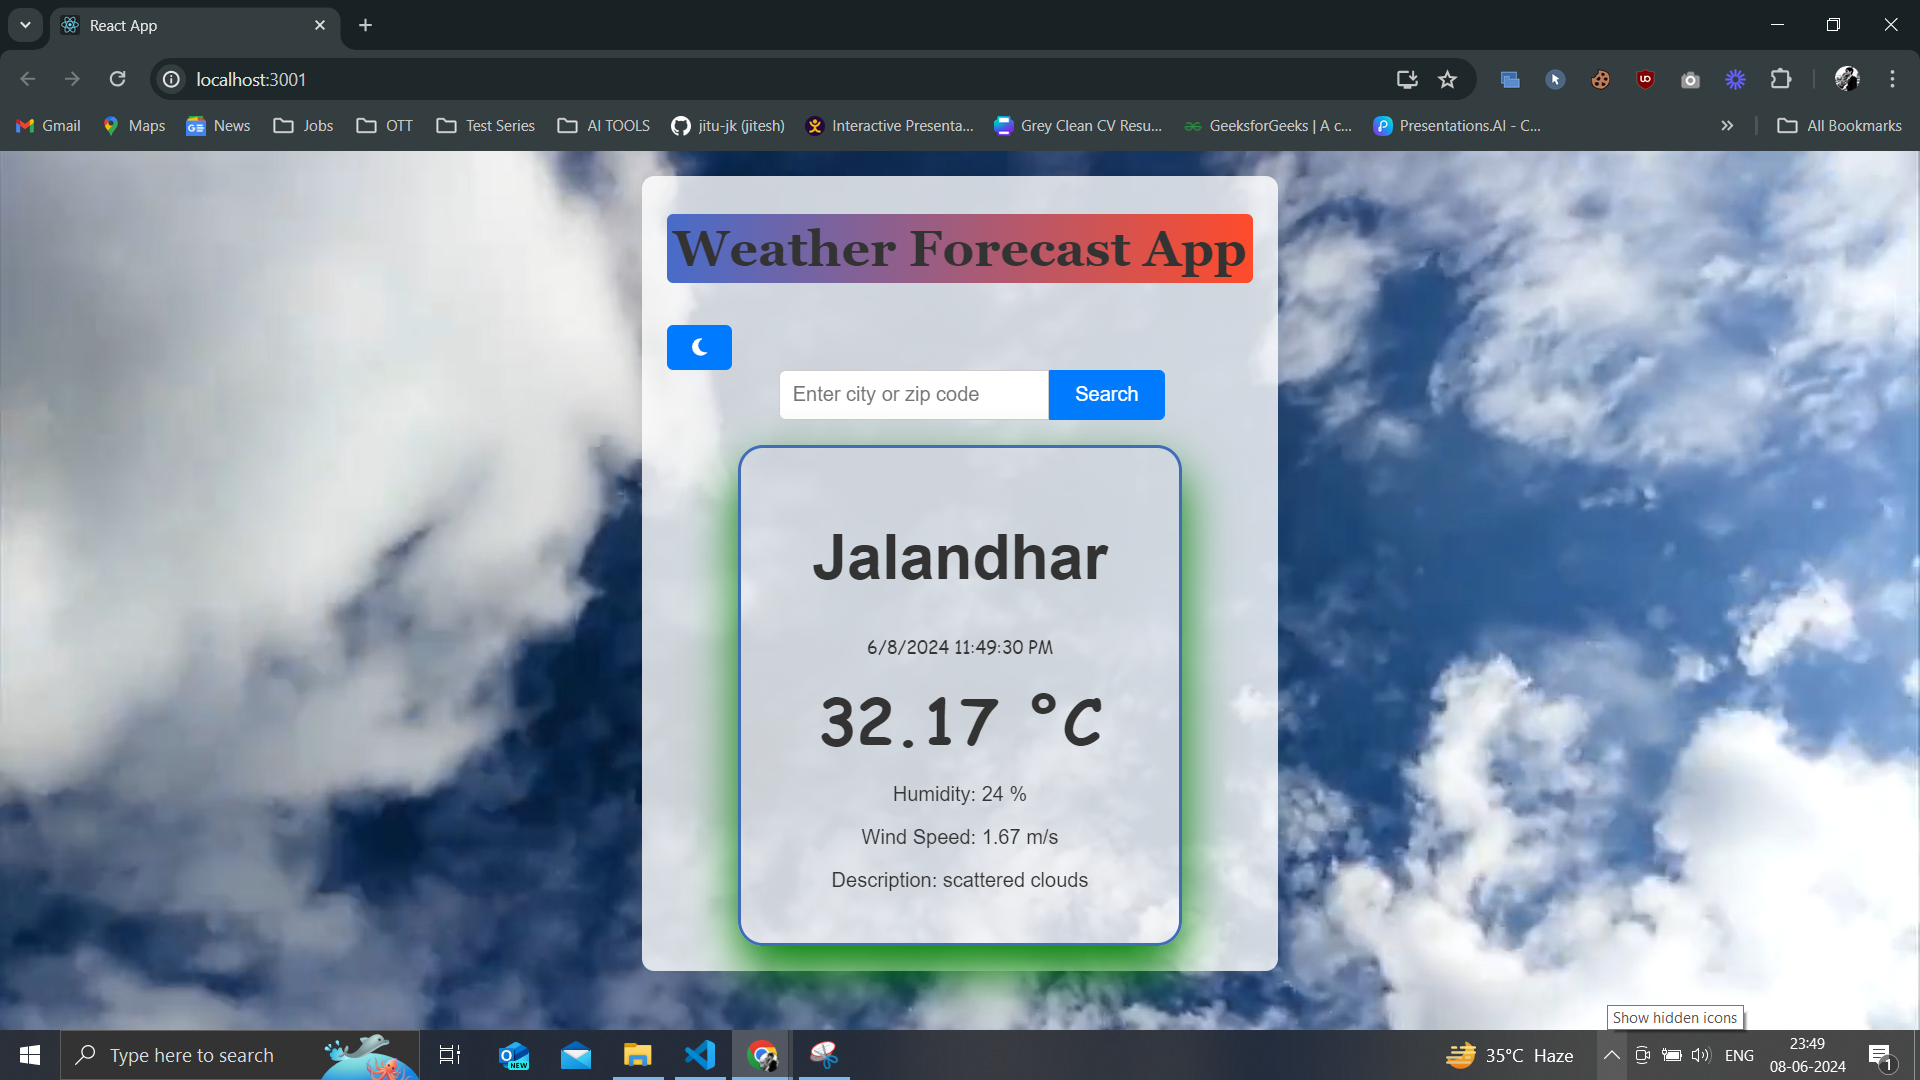 React App
localhost:3001
Gmail
Maps
News
Jobs
OTT
Test Series
AI TOOLS
jitu-jk (jitesh)
Interactive Presenta...
Grey Clean CV Resu...
GeeksforGeeks | A c...
Presentations.AI - C...
All Bookmarks
Weather Forecast App
Enter city or zip code
Search
Jalandhar
6/8/2024 11:49:30 PM
32.17 °C
Humidity: 24 %
Wind Speed: 1.67 m/s
Description: scattered clouds
Show hidden icons
Type here to search
NEW
35°C Haze
ENG
23:49
08-06-2024
1